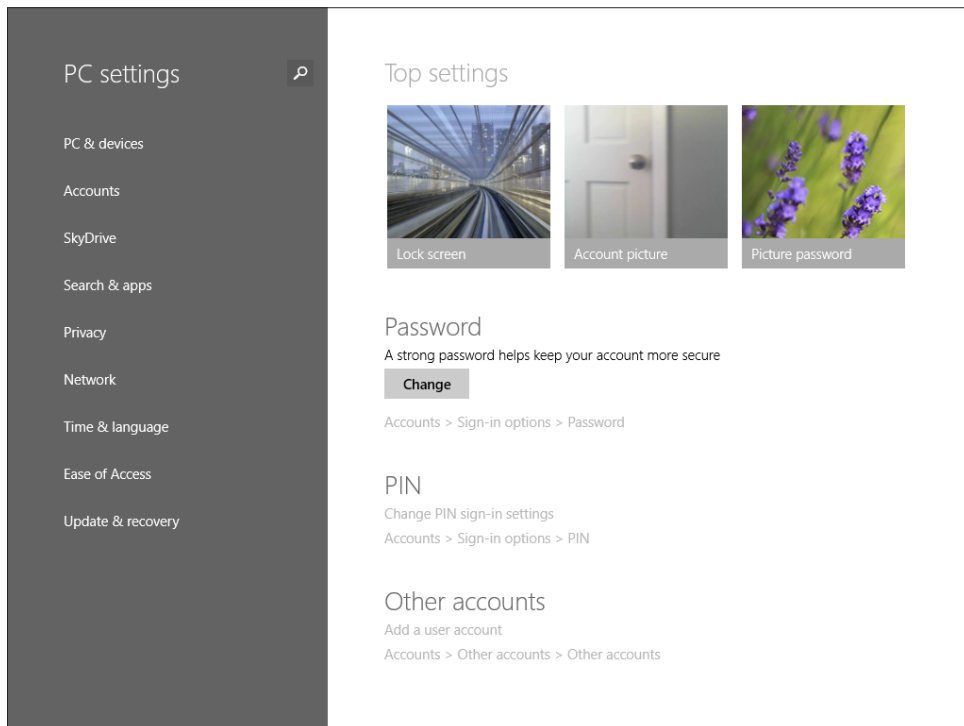 PC settings
PC & devices
Accounts
SkyDrive
Search & apps
Privacy
Network
Time & language
Ease of Access
Update & recovery
Top settings
Lock screen
Account picture
Picture password
Password
A strong password helps keep your account more secure
Change
Accounts > Sign-in options > Password
PIN
Change PIN sign-in settings
Accounts > Sign-in options > PIN
Other accounts
Add a user account
Accounts > Other accounts > Other accounts